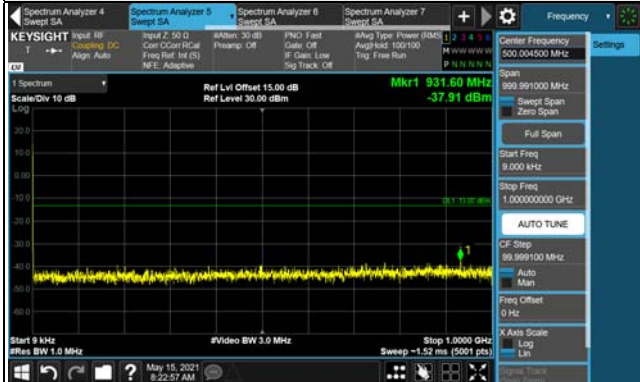 Spectrum Analyzer 4
Swept SA
Spectrum Analyzer 5
Swept SA
Spectrum Analyzer 6
Swept SA
Spectrum Analyzer 7
Swept SA
Frequency
KEYSIGHT
Input: RF
Coupling: DC
Align: Auto
Input Z: 50 Ω
Corr CCorr RCal
Freq Ref: Int (S)
NFE: Adaptive
#Atten: 30 dB
Preamp: Off
PNO: Fast
Gate: Off
IF Gain: Low
Sig Track: Off
#Avg Type: Power (RMS
Avg|Hold: 100/100
Trig: Free Run
1 2 3 4 5 6
M W W W W W
P N N N N N
1 Spectrum
Scale/Div 10 dB
Log
Ref Lvl Offset 15.00 dB
Ref Level 30.00 dBm
Mkr1 931.60 MHz
-37.91 dBm
20.0
10.0
0.00
-10.0
DL1 -13.00 dBm
-20.0
-30.0
1
-40.0
-50.0
-60.0
Start 9 kHz
#Res BW 1.0 MHz
#Video BW 3.0 MHz
Stop 1.0000 GHz
Sweep ~1.52 ms (5001 pts)
May 15, 2021
8:22:57 AM
Center Frequency
500.004500 MHz
Settings
Span
999.991000 MHz
Swept Span
Zero Span
Full Span
Start Freq
9.000 kHz
Stop Freq
1.000000000 GHz
AUTO TUNE
CF Step
99.999100 MHz
Auto
Man
Freq Offset
0 Hz
X Axis Scale
Log
Lin
Signal Track